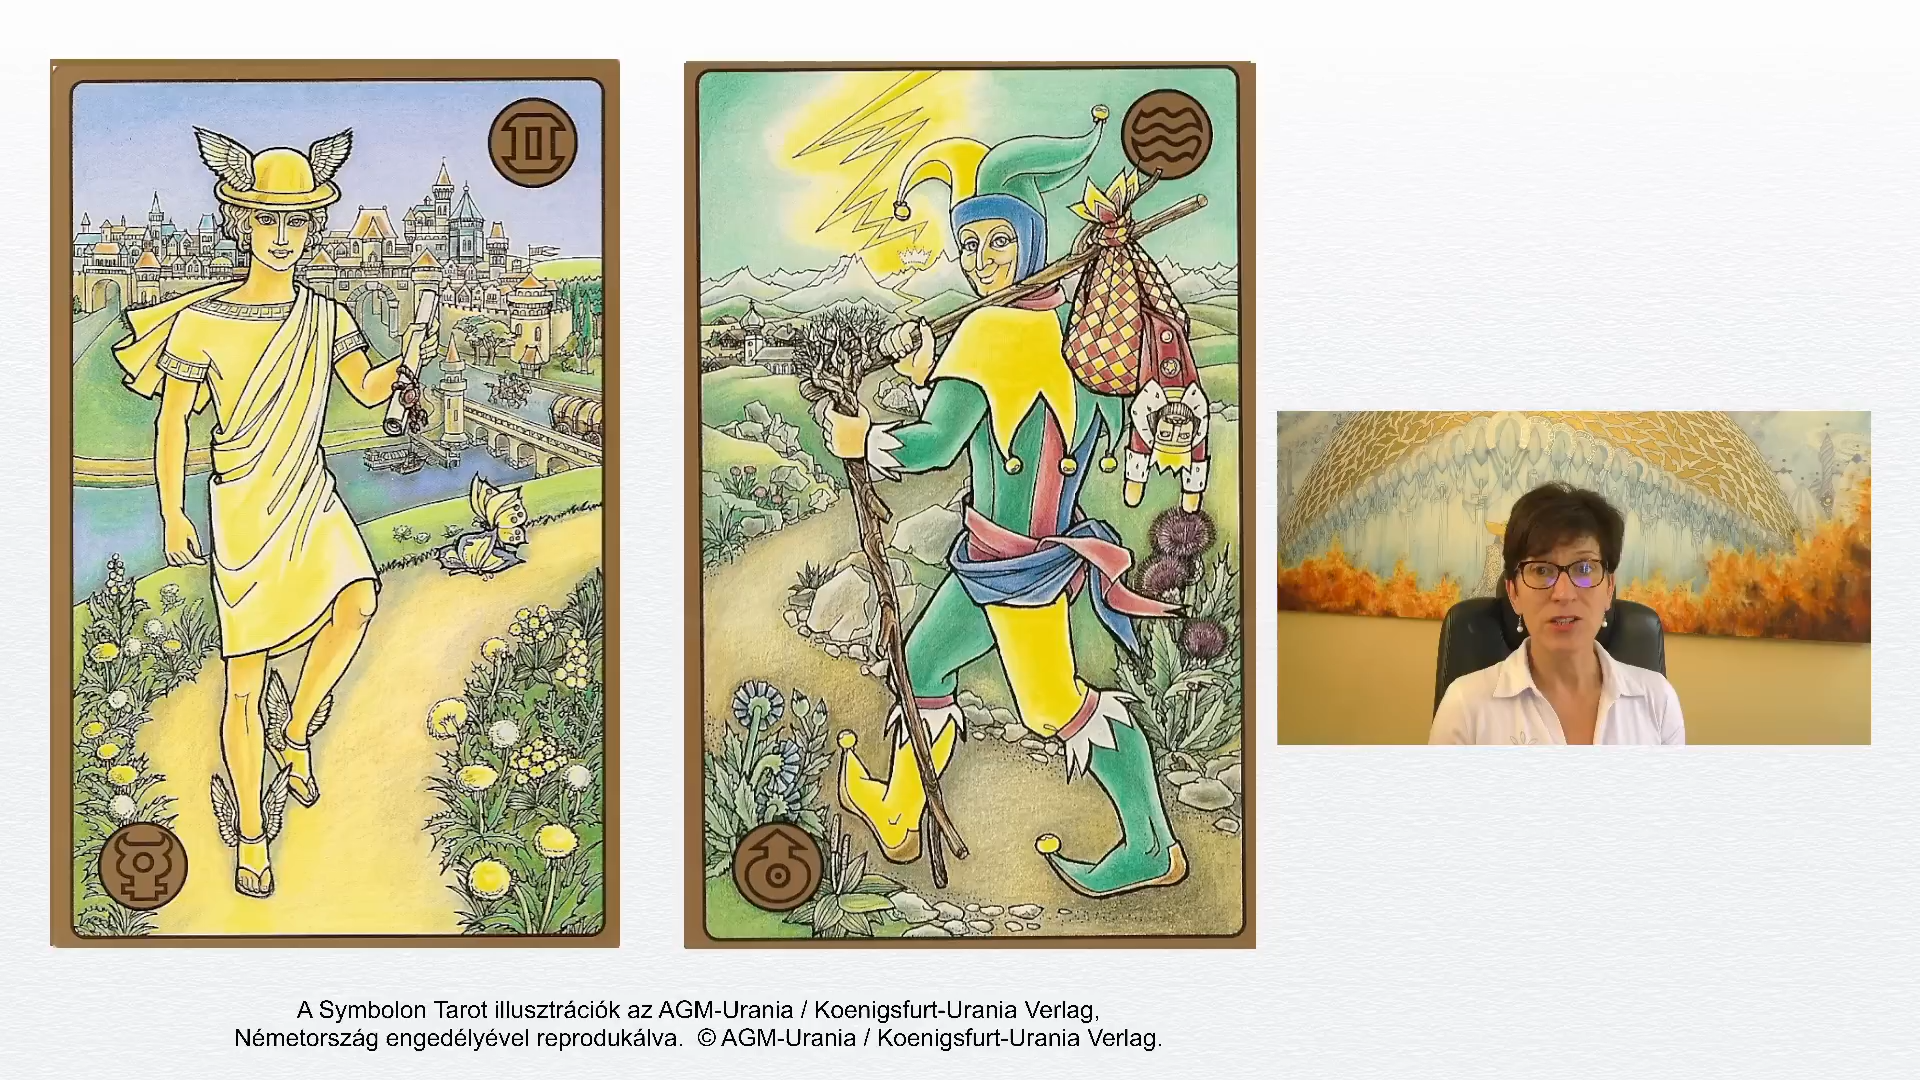 A Symbolon Tarot illusztrációk az AGM-Urania / Koenigsfurt-Urania Verlag,
Németország engedélyével reprodukálva.  © AGM-Urania / Koenigsfurt-Urania Verlag.